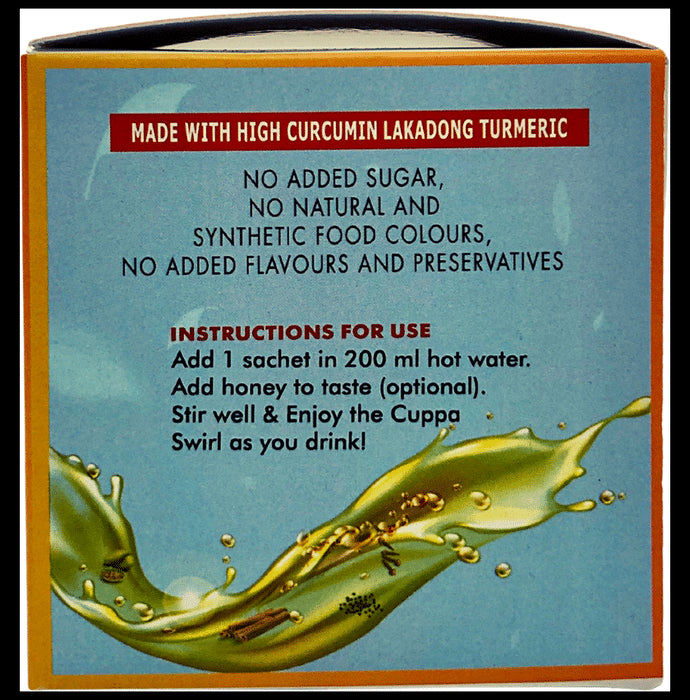 MADE WITH HIGH CURCUMIN LAKADONG TURMERIC
NO ADDED SUGAR,
NO NATURAL AND
SYNTHETIC FOOD COLOURS,
NO ADDED FLAVOURS AND PRESERVATIVES
INSTRUCTIONS FOR USE
Add 1 sachet in 200 ml hot water.
Add honey to taste (optional).
Stir well & Enjoy the Cuppa
Swirl as you drink!